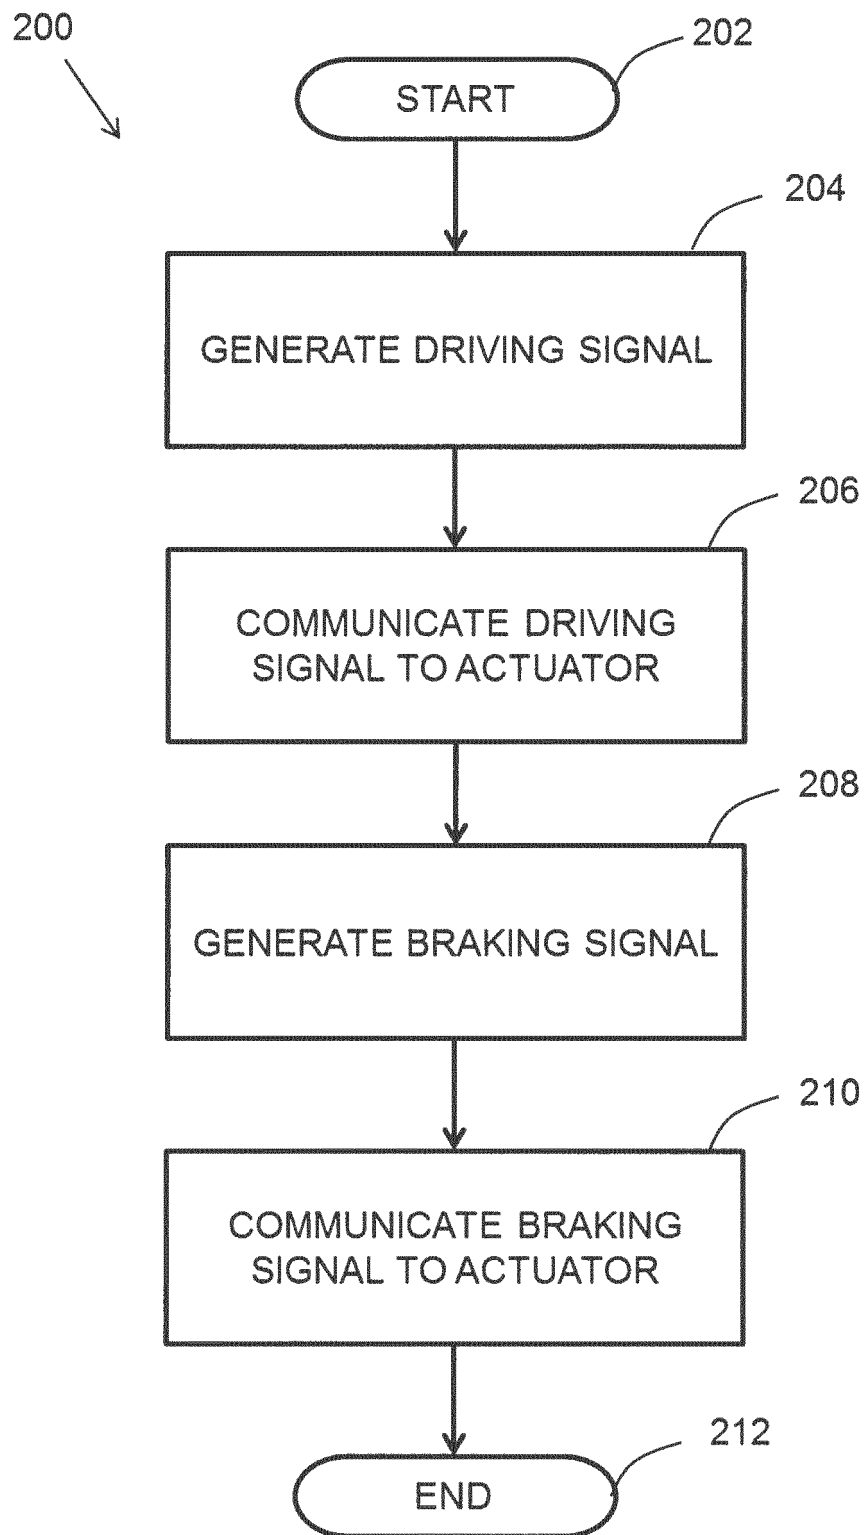 200
202
START
204
GENERATE DRIVING SIGNAL
206
COMMUNICATE DRIVING
SIGNAL TO ACTUATOR
208
GENERATE BRAKING SIGNAL
210
COMMUNICATE BRAKING
SIGNAL TO ACTUATOR
212
END